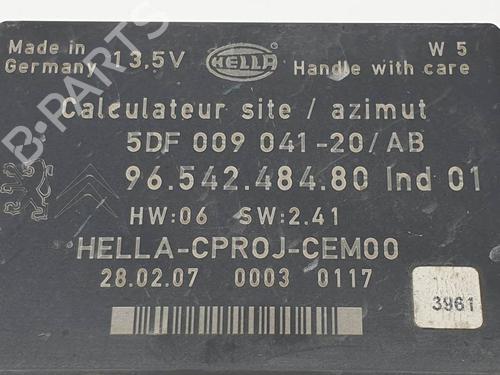 Made in Germany 13,5V HELLA W 5
Handle with care
Calculateur site / azimut
5DF 009 041-20/AB
96.542.484.80 Ind 01
HW:06 SW:2.41
HELLA-CPROJ-CEM00
28.02.07 0003 0117
3961
B-PARTS